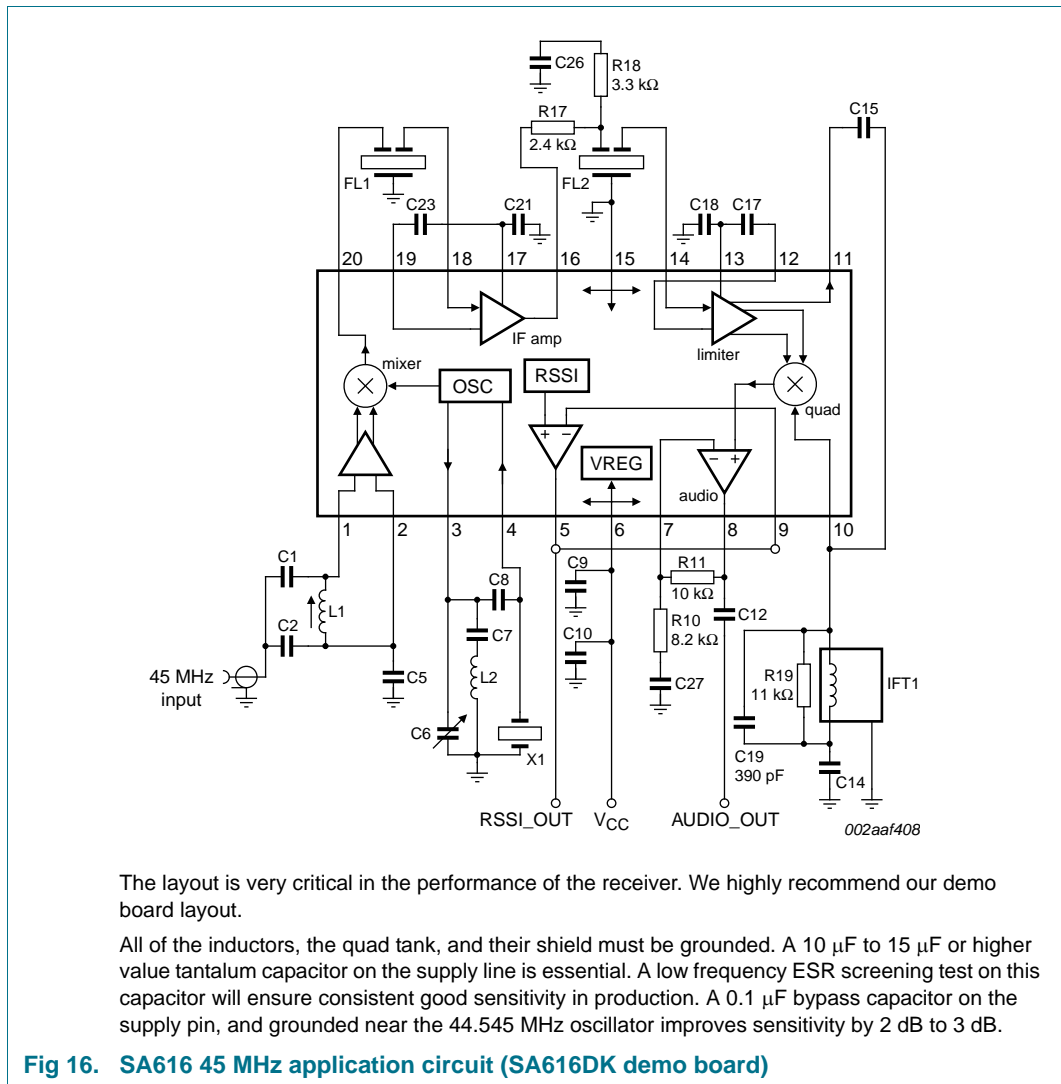 C26
R18
3.3 kΩ
R17
2.4 kΩ
C15
FL1
FL2
C23
C21
C18
C17
20 19 18 17 16 15 14 13 12 11
IF amp
limiter
mixer
OSC
RSSI
quad
+ −
VREG
− +
audio
1 2 3 4 5 6 7 8 9 10
C1
L1
C2
C5
45 MHz
input
C8
C7
L2
C6
X1
C9
C10
R11
10 kΩ
R10
8.2 kΩ
C12
C27
R19
11 kΩ
IFT1
C19
390 pF
C14
RSSI_OUT
VCC
AUDIO_OUT
002aaf408
The layout is very critical in the performance of the receiver. We highly recommend our demo
board layout.
All of the inductors, the quad tank, and their shield must be grounded. A 10 μF to 15 μF or higher
value tantalum capacitor on the supply line is essential. A low frequency ESR screening test on this
capacitor will ensure consistent good sensitivity in production. A 0.1 μF bypass capacitor on the
supply pin, and grounded near the 44.545 MHz oscillator improves sensitivity by 2 dB to 3 dB.
Fig 16. SA616 45 MHz application circuit (SA616DK demo board)